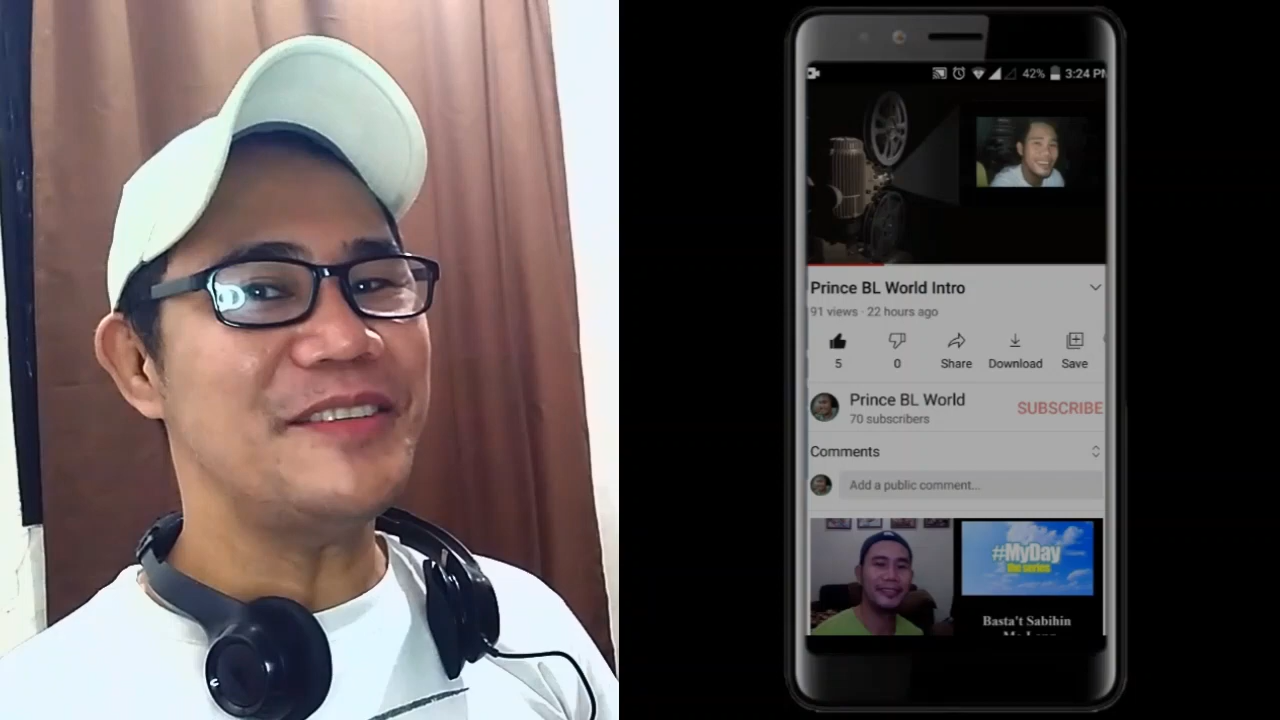 42% 3:24 PM
Prince BL World Intro
91 views · 22 hours ago
5 0 Share Download Save
Prince BL World
SUBSCRIBE
70 subscribers
Comments
Add a public comment...
#MyDay
the series
Basta't Sabihin